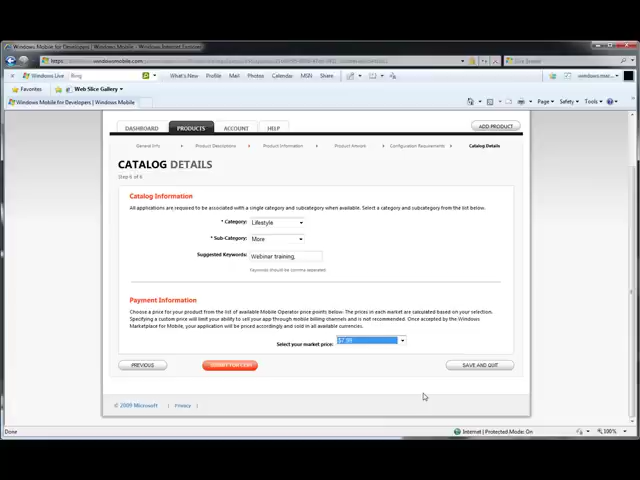 Windows Mobile for Developers | Windows Mobile - Windows Internet Explorer
Windows Live
Bing
What's New
Profile
Mail
Photos
Calendar
MSN
Share
Favorites
Web Slice Gallery
Windows Mobile for Developers | Windows Mobile
Page
Safety
Tools
DASHBOARD
PRODUCTS
ACCOUNT
HELP
ADD PRODUCT
General Info
Product Descriptions
Product Information
Product Artwork
Configuration Requirements
Catalog Details
CATALOG DETAILS
Step 6 of 6
Catalog Information
All applications are required to be associated with a single category and subcategory when available. Select a category and subcategory from the list below.
* Category: Lifestyle
* Sub-Category: More
Suggested Keywords: Webinar training,
Keywords should be comma separated
Payment Information
Choose a price for your product from the list of available Mobile Operator price points below. The prices in each market are calculated based on your selection.
Specifying a custom price will limit your ability to sell your app through mobile billing channels and is not recommended. Once accepted by the Windows
Marketplace for Mobile, your application will be priced accordingly and sold in all available currencies.
Select your market price: $7.99
PREVIOUS
SAVE AND QUIT
© 2009 Microsoft
Privacy
Done
Internet | Protected Mode: On
100%